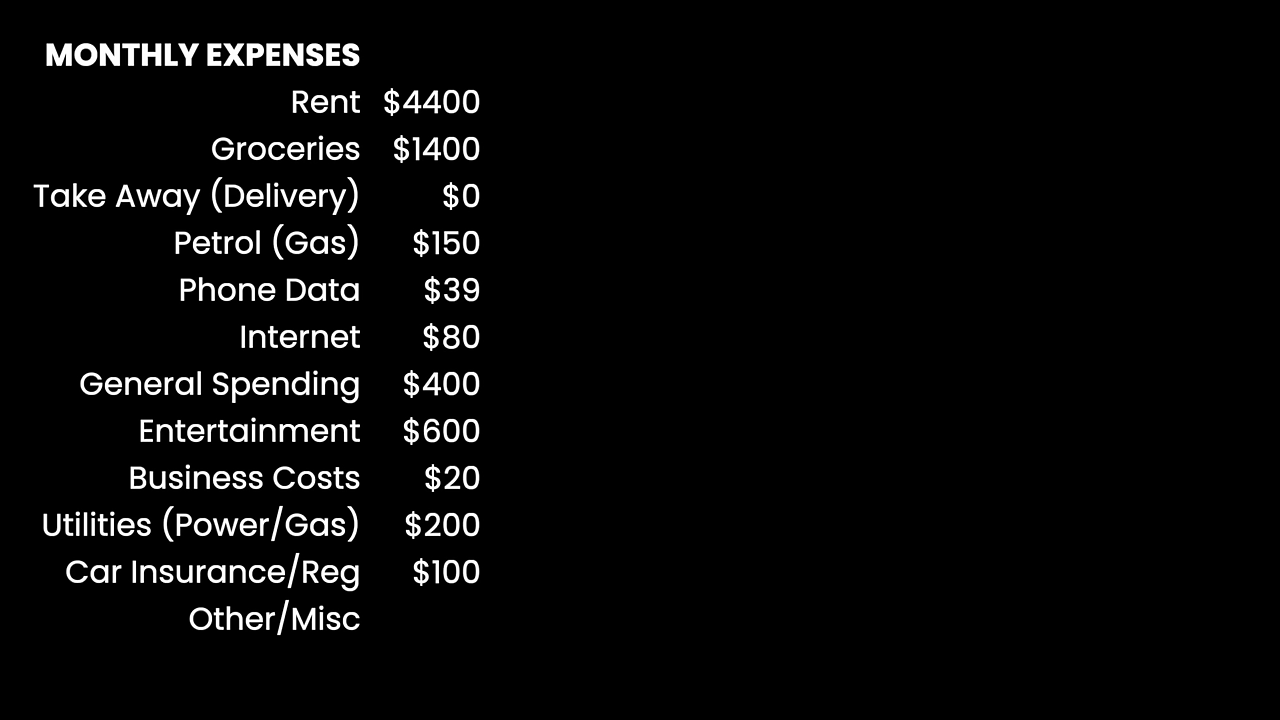 MONTHLY EXPENSES
Rent $4400
Groceries $1400
Take Away (Delivery) $0
Petrol (Gas) $150
Phone Data $39
Internet $80
General Spending $400
Entertainment $600
Business Costs $20
Utilities (Power/Gas) $200
Car Insurance/Reg $100
Other/Misc